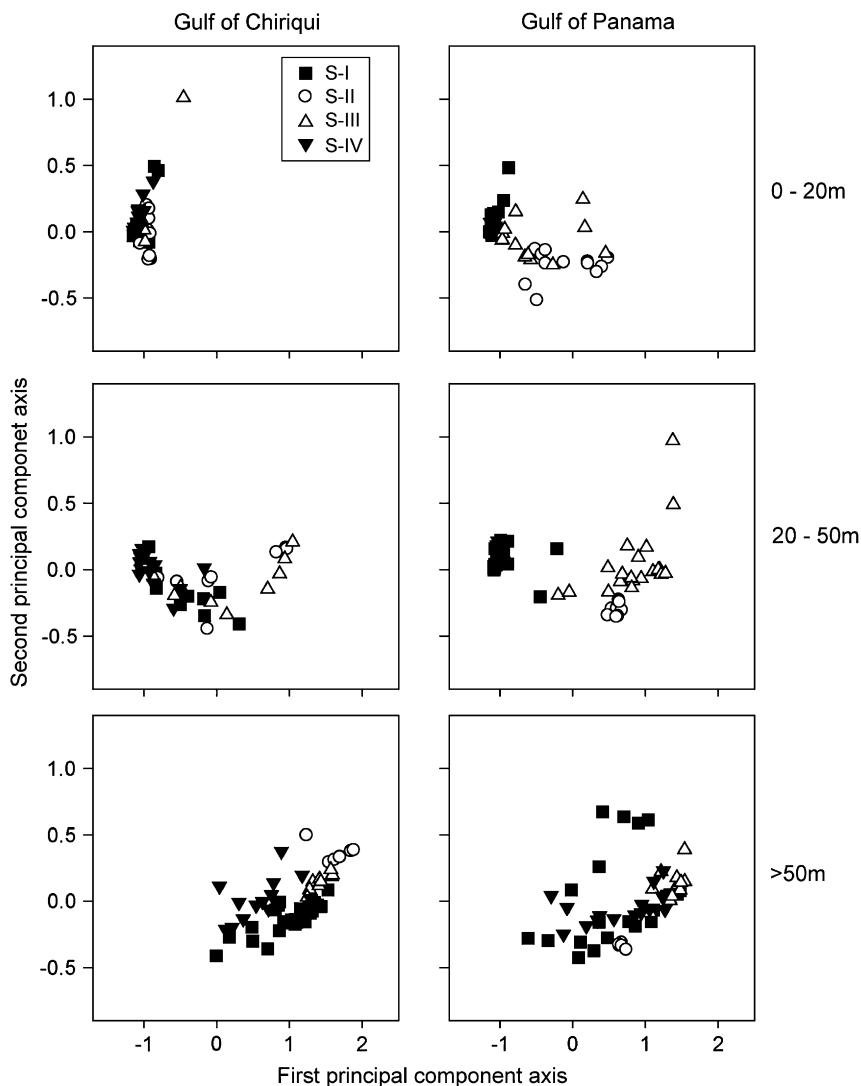 Gulf of Chiriqui
Gulf of Panama
S-I
S-II
S-III
S-IV
1.0
0.5
0.0
-0.5
0 - 20m
1.0
0.5
0.0
-0.5
20 - 50m
1.0
0.5
0.0
-0.5
>50m
Second principal componet axis
-1 0 1 2
-1 0 1 2
First principal component axis